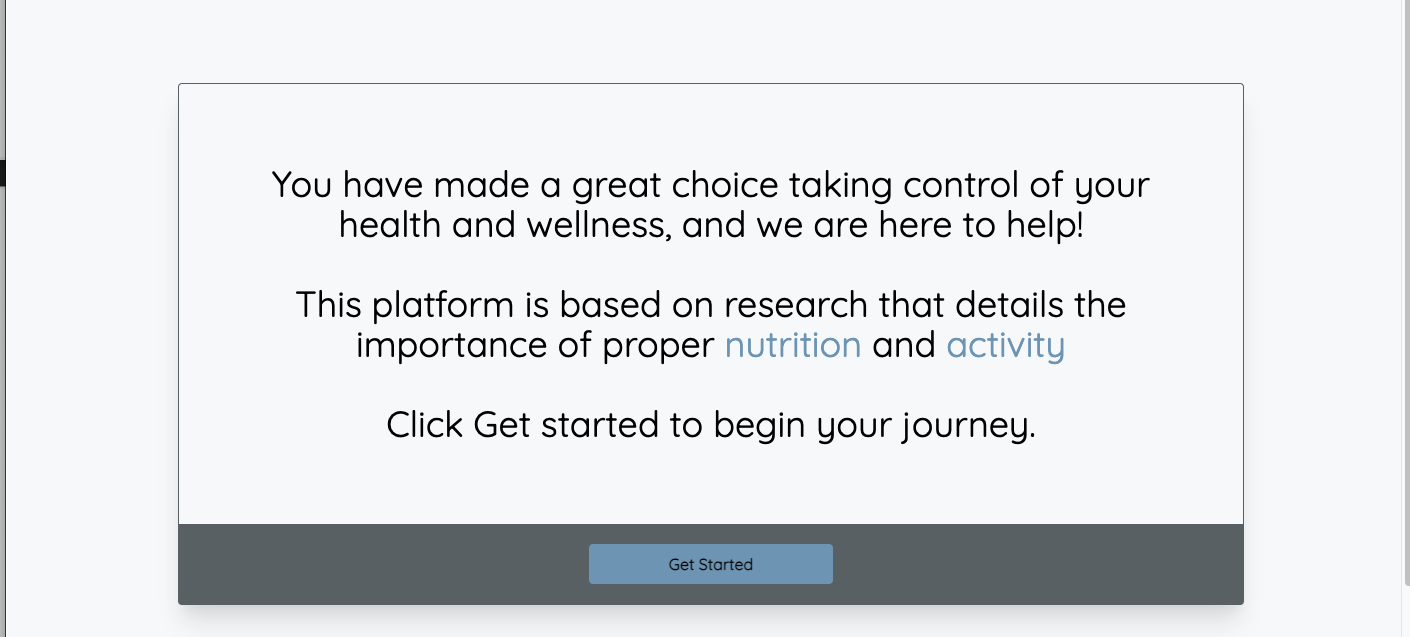 You have made a great choice taking control of your
health and wellness, and we are here to help!
This platform is based on research that details the
importance of proper nutrition and activity
Click Get started to begin your journey.
Get Started